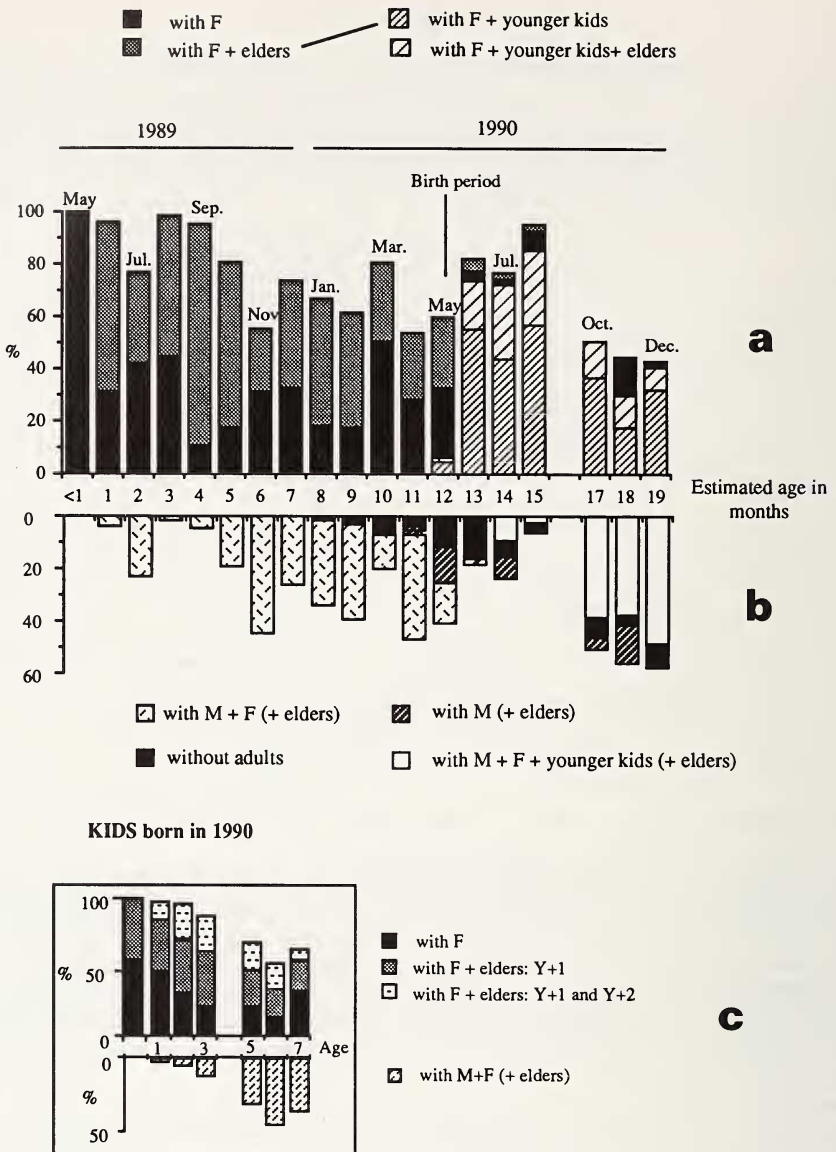 with F
with F + younger kids
with F + elders
with F + younger kids+ elders
1989
1990
Birth period
May
Jul.
Sep.
Nov
Jan.
Mar.
May
Jul.
Oct.
Dec.
100
80
60
%
40
20
0
a
<1 1 2 3 4 5 6 7 8 9 10 11 12 13 14 15 17 18 19
Estimated age in
months
0
20
40
60
b
with M + F (+ elders)
with M (+ elders)
without adults
with M + F + younger kids (+ elders)
KIDS born in 1990
100
% 50
0
1 3 5 7 Age
0
%
50
with F
with F + elders: Y+1
with F + elders: Y+1 and Y+2
with M+F (+ elders)
c